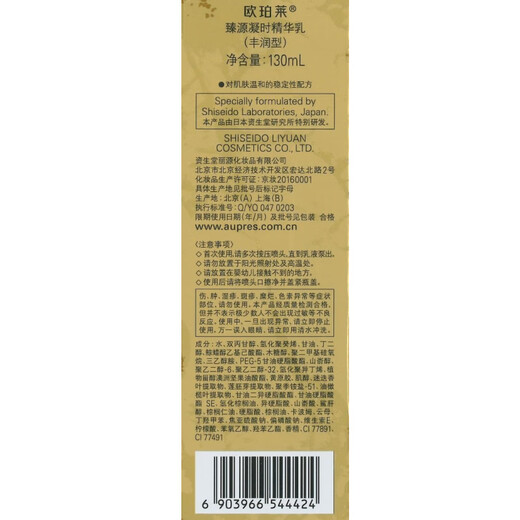 欧珀莱®
臻源凝时精华乳
（丰润型）
净含量：130mL
● 对肌肤温和的稳定性配方
Specially formulated by
Shiseido Laboratories, Japan.
本产品由日本资生堂研究所特别研发。
SHISEIDO LIYUAN
COSMETICS CO., LTD.
资生堂丽源化妆品有限公司
北京市北京经济技术开发区宏达北路2号
化妆品生产许可证：京妆20160001
具体生产地见批号后标记字母
生产地：北京(A) 上海(B)
执行标准号：Q/YQ 047 0203
限期使用日期（年/月）及批号见包装 合格
www.aupres.com.cn
〈注意事项〉
○ 首次使用，请多次按压喷头，直到乳液泵出。
○ 请勿放置于阳光照射处及高温处。
○ 请放置在婴幼儿接触不到的地方。
○ 使用后请将喷头口擦净并盖紧瓶盖。
伤、肿、湿疹、斑疹、糜烂、色素异常等症状
部位，请勿使用。本产品经质量检测合格，
但并不表示极少数人不会出现过敏等不良
反应。使用中，一旦出现异常，请立即停止
使用。万一误入眼睛，请立即用清水冲洗。
成分：水、双丙甘醇、氢化聚癸烯、甘油、丁二
醇、鲸蜡醇乙基己酸酯、木糖醇、聚二甲基硅氧
烷、三乙酰胺、PEG-5 甘油硬脂酸酯、山嵛醇、
聚乙二醇-6、聚乙二醇-32、氢化聚异丁烯、植
物甾醇澳洲坚果油酸酯、黄原胶、肌醇、迷迭香
叶提取物、莲胚芽提取物、聚季铵盐-51、油橄
榄叶提取物、甘油二异硬脂酸酯、甘油硬脂酸酯
SE、氢化棕榈油、异硬脂酸、山嵛酸、鲨肝
醇、棕榈仁油、硬脂酸、棕榈油、卡波姆、云母、
丁羟甲苯、焦亚硫酸钠、偏磷酸钠、维生素E、
柠檬酸、苯氧乙醇、羟苯乙酯、香精、CI 77891、
CI 77491
6 903966 544424